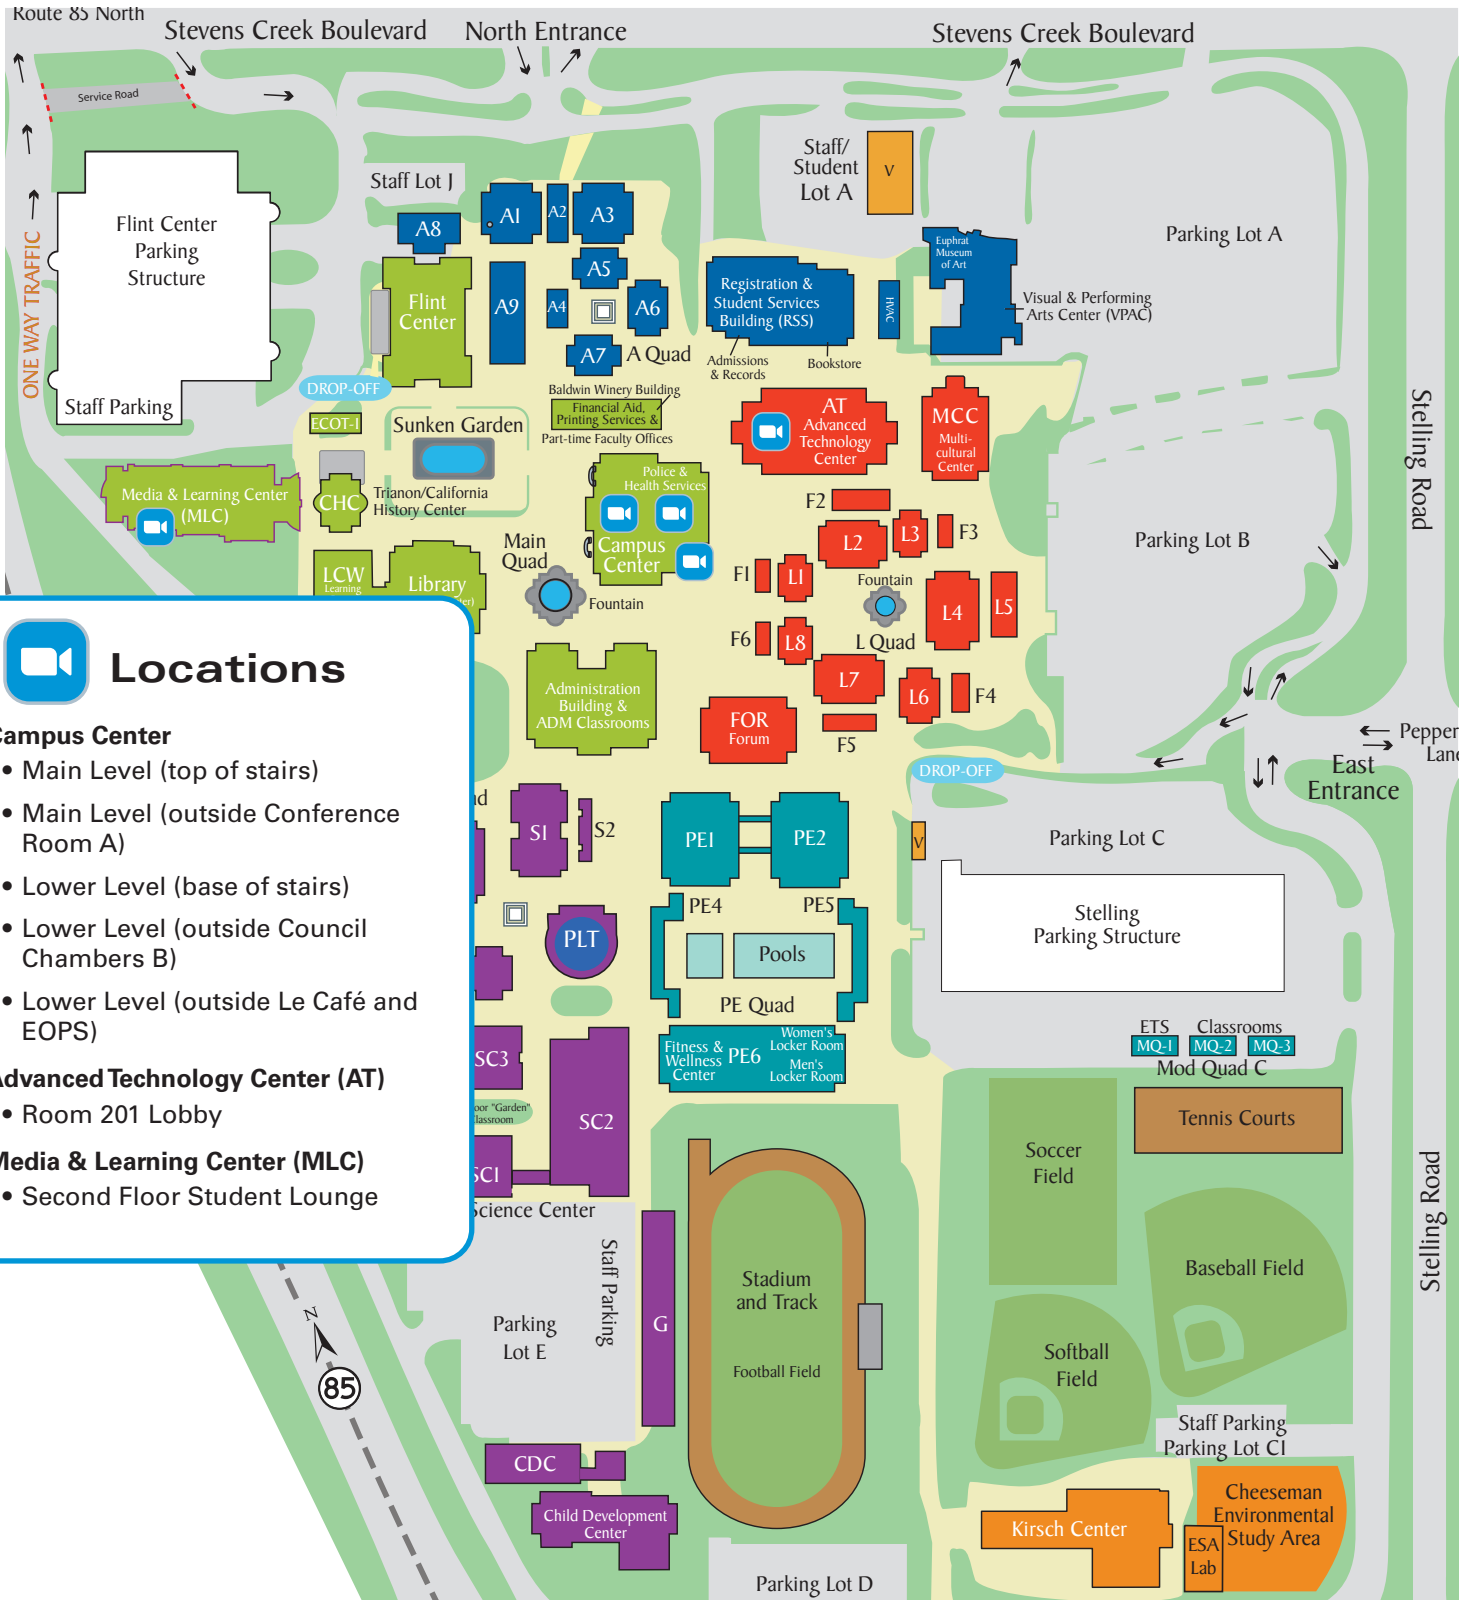 Route 85 North
Stevens Creek Boulevard
North Entrance
Stevens Creek Boulevard
Service Road
ONE WAY TRAFFIC
Flint Center
Parking
Structure
Staff Parking
Staff Lot J
A8
A1
A2
A3
A5
A4
A6
A9
A7
A Quad
Flint
Center
DROP-OFF
ECOT-1
Staff/
Student
Lot A
V
Parking Lot A
Euphrat
Museum
of Art
Visual & Performing
Arts Center (VPAC)
Registration &
Student Services
Building (RSS)
HVAC
Admissions
& Records
Bookstore
Baldwin Winery Building
Financial Aid,
Printing Services &
Part-time Faculty Offices
Sunken Garden
Media & Learning Center
(MLC)
CHC
Trianon/California
History Center
Police &
Health Services
Campus
Center
AT
Advanced
Technology
Center
MCC
Multi-
cultural
Center
Stelling Road
F2
L2
L3
F3
F1
L1
Fountain
L4
L5
F6
L8
L Quad
L7
L6
F4
F5
Parking Lot B
Main
Quad
Fountain
LCW
Learning
Library
Administration
Building &
ADM Classrooms
FOR
Forum
DROP-OFF
East
Entrance
Locations
Campus Center
• Main Level (top of stairs)
• Main Level (outside Conference
Room A)
• Lower Level (base of stairs)
• Lower Level (outside Council
Chambers B)
• Lower Level (outside Le Café and
EOPS)
Advanced Technology Center (AT)
• Room 201 Lobby
Media & Learning Center (MLC)
• Second Floor Student Lounge
S1
S2
PE1
PE2
V
Parking Lot C
Stelling
Parking Structure
PLT
PE4
PE5
Pools
PE Quad
Fitness &
Wellness
Center
PE6
Women's
Locker Room
Men's
Locker Room
ETS
Classrooms
MQ-1
MQ-2
MQ-3
Mod Quad C
Tennis Courts
SC3
"Garden"
SC2
SC1
Science Center
Staff Parking
Parking
Lot E
G
Stadium
and Track
Football Field
Soccer
Field
Baseball Field
Softball
Field
Stelling Road
N
85
Staff Parking
Parking Lot C1
CDC
Child Development
Center
Kirsch Center
Cheeseman
Environmental
Study Area
ESA
Lab
Parking Lot D